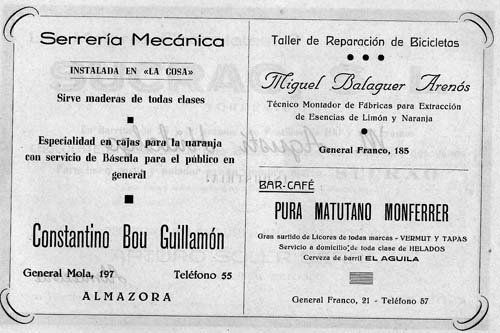 Serrería Mecánica
INSTALADA EN «LA COSA»
Sirve maderas de todas clases
Especialidad en cajas para la naranja
con servicio de Báscula para el público en
general
Constantino Bou Guillamón
General Mola, 197 Teléfono 55
ALMAZORA
Taller de Reparación de Bicicletas
Miguel Balaguer Arenós
Técnico Montador de Fábricas para Extracción
de Esencias de Limón y Naranja
General Franco, 185
BAR-CAFÉ
PURA MATUTANO MONFERRER
Gran surtido de Licores de todas marcas - VERMUT Y TAPAS
Servicio a domicilio de toda clase de HELADOS
Cerveza de barril EL AGUILA
General Franco, 21 - Teléfono 57